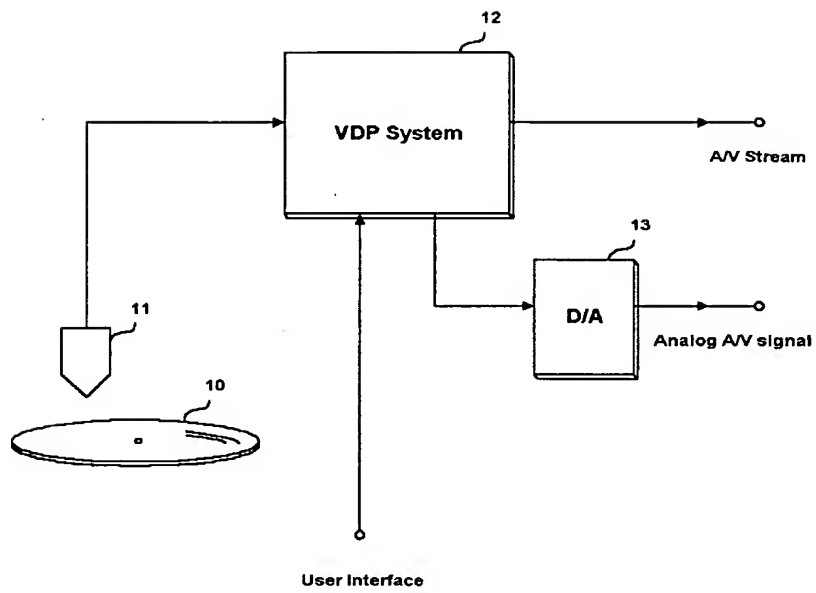 12
VDP System
A/V Stream
13
D/A
Analog A/V signal
11
10
User Interface